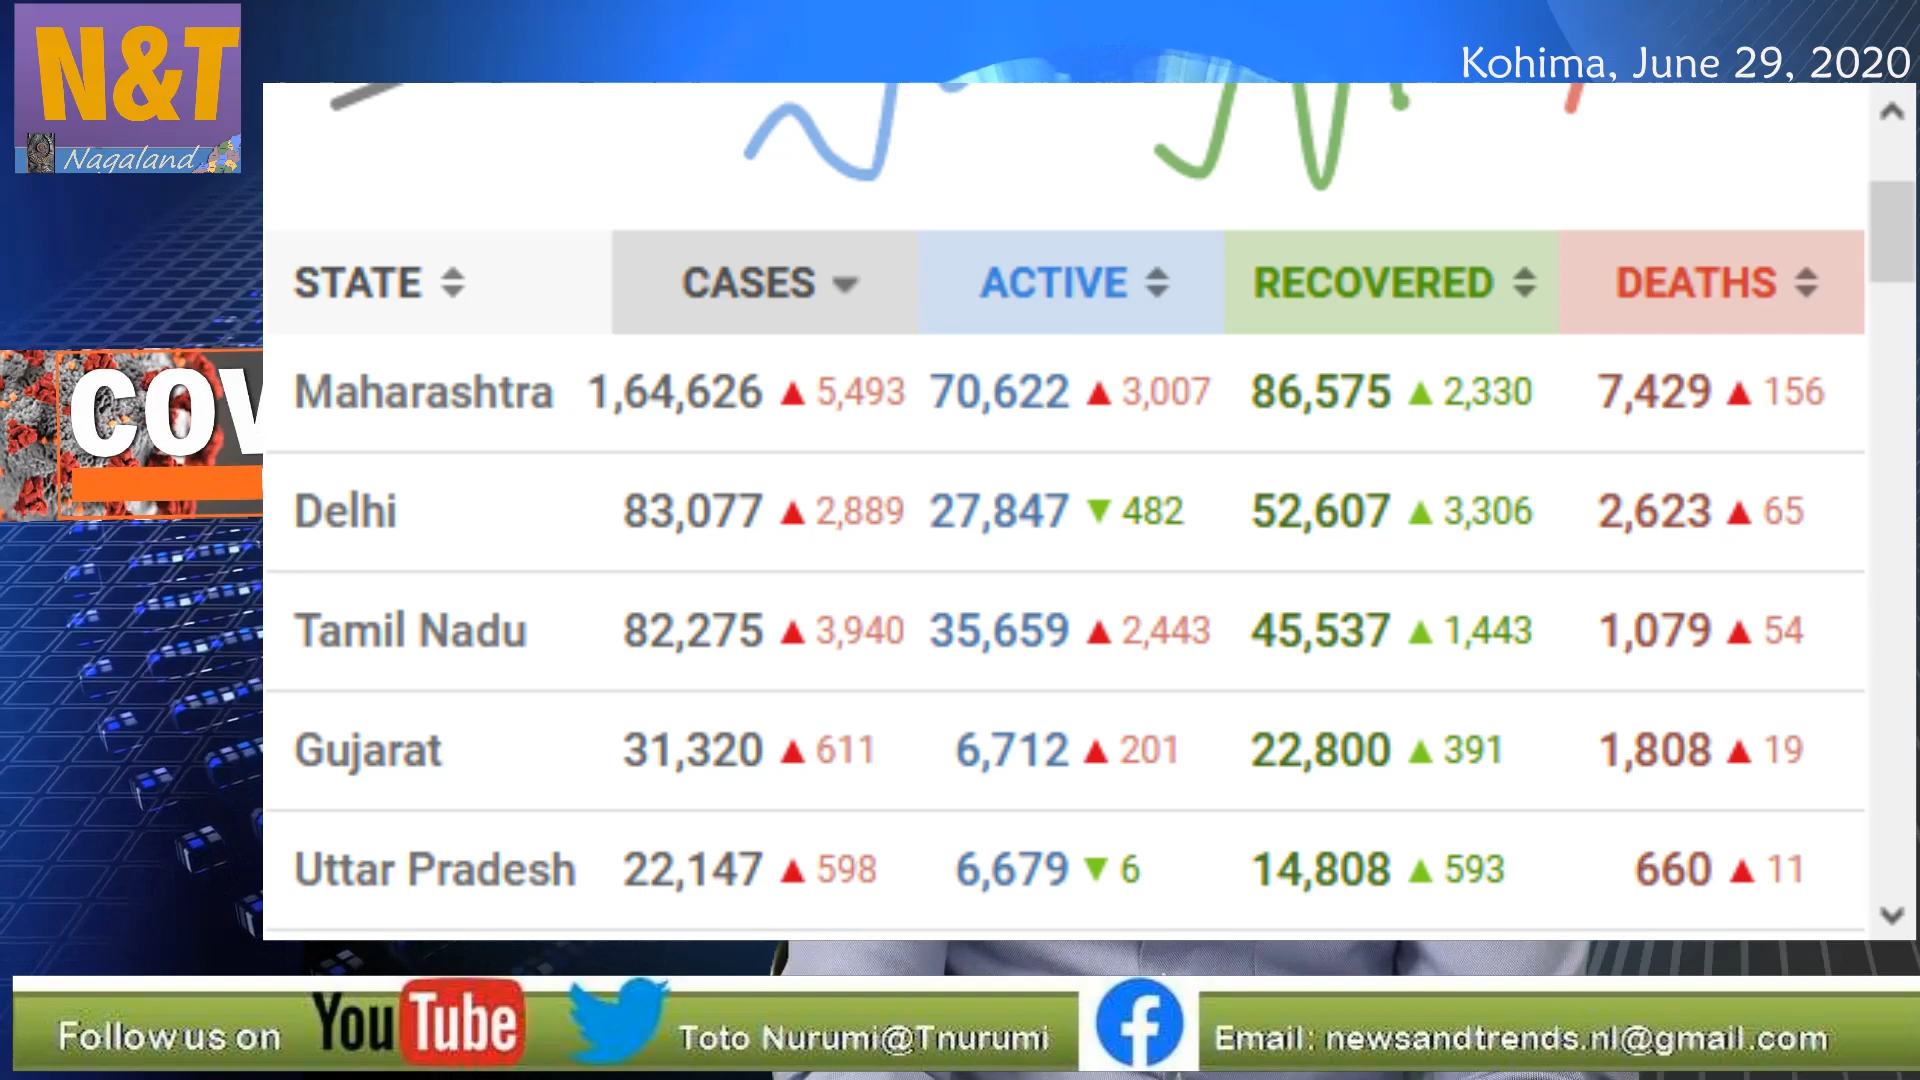 N&T
Nagaland
Kohima, June 29, 2020
COV
STATE CASES ACTIVE RECOVERED DEATHS
Maharashtra 1,64,626 ▲ 5,493 70,622 ▲ 3,007 86,575 ▲ 2,330 7,429 ▲ 156
Delhi 83,077 ▲ 2,889 27,847 ▼ 482 52,607 ▲ 3,306 2,623 ▲ 65
Tamil Nadu 82,275 ▲ 3,940 35,659 ▲ 2,443 45,537 ▲ 1,443 1,079 ▲ 54
Gujarat 31,320 ▲ 611 6,712 ▲ 201 22,800 ▲ 391 1,808 ▲ 19
Uttar Pradesh 22,147 ▲ 598 6,679 ▼ 6 14,808 ▲ 593 660 ▲ 11
Follow us on YouTube Toto Nurumi@Tnurumi f Email: newsandtrends.nl@gmail.com